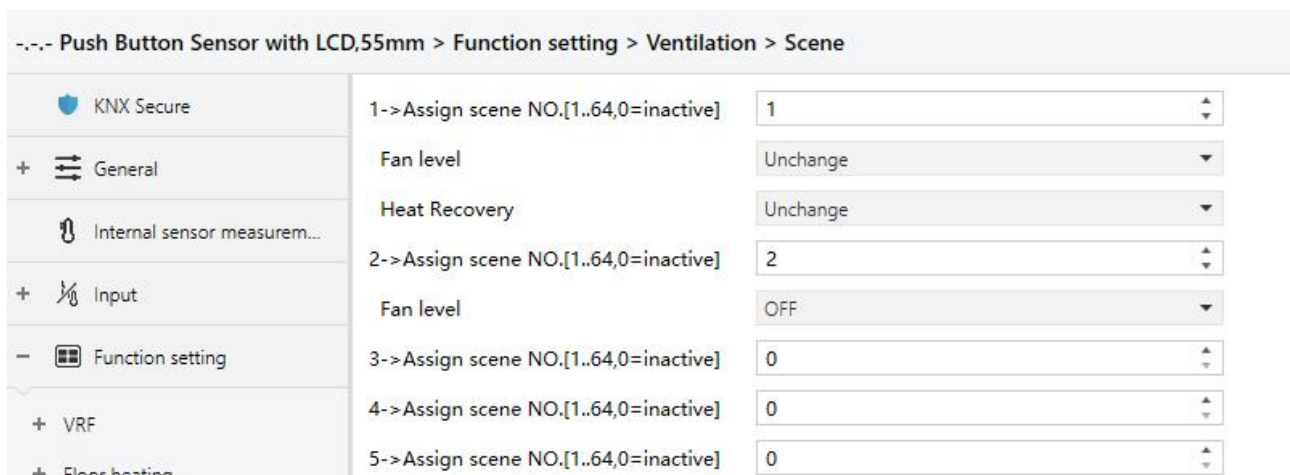 -.-.- Push Button Sensor with LCD,55mm > Function setting > Ventilation > Scene
KNX Secure
General
Internal sensor measurem...
Input
Function setting
VRF
Floor heating
1->Assign scene NO.[1..64,0=inactive] 1
Fan level Unchange
Heat Recovery Unchange
2->Assign scene NO.[1..64,0=inactive] 2
Fan level OFF
3->Assign scene NO.[1..64,0=inactive] 0
4->Assign scene NO.[1..64,0=inactive] 0
5->Assign scene NO.[1..64,0=inactive] 0